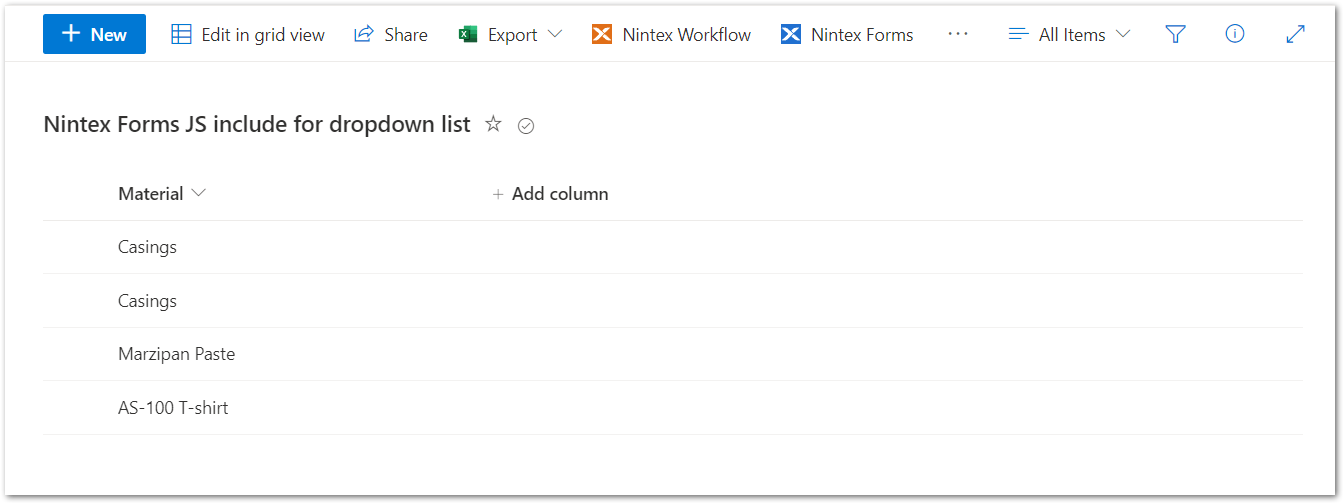 New Edit in grid view Share Export Nintex Workflow Nintex Forms ... All Items
Nintex Forms JS include for dropdown list
Material + Add column
Casings
Casings
Marzipan Paste
AS-100 T-shirt